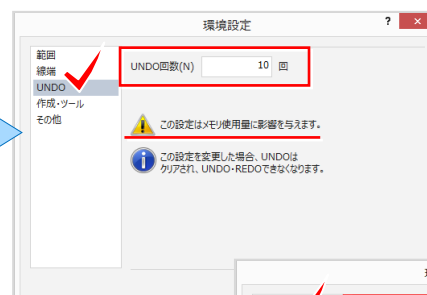 環境設定
? ×
範囲
線端
UNDO
作成・ツール
その他
UNDO回数(N) 10 回
この設定はメモリ使用量に影響を与えます。
この設定を変更した場合、UNDOは
クリアされ、UNDO・REDOできなくなります。